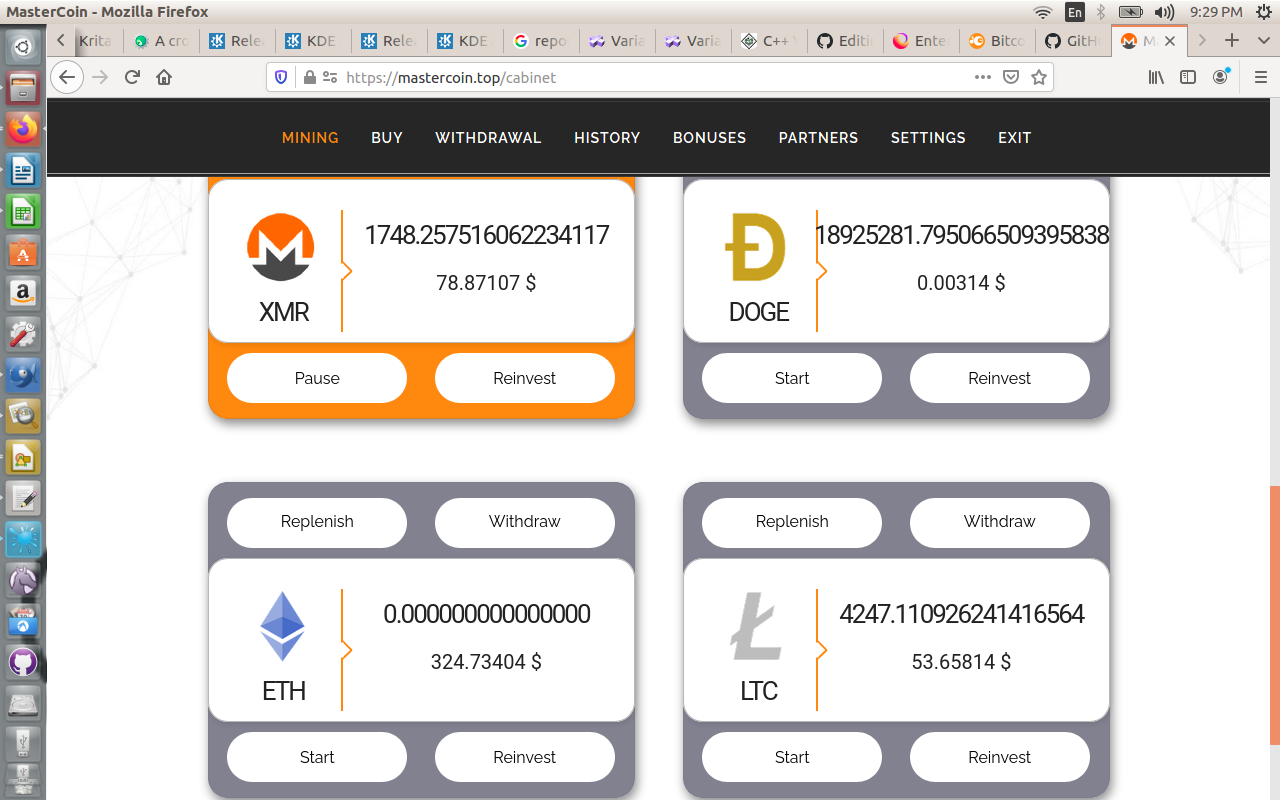 MasterCoin - Mozilla Firefox
En
9:29 PM
Krita
A cro
Rele
KDE
Rele
KDE
repo
Varia
Varia
C++
Editi
Ente
Bitco
GitH
https://mastercoin.top/cabinet
MINING BUY WITHDRAWAL HISTORY BONUSES PARTNERS SETTINGS EXIT
1748.257516062234117
78.87107 $
XMR
Pause Reinvest
18925281.795066509395838
0.00314 $
DOGE
Start Reinvest
Replenish Withdraw
0.000000000000000
324.73404 $
ETH
Start Reinvest
Replenish Withdraw
4247.110926241416564
53.65814 $
LTC
Start Reinvest